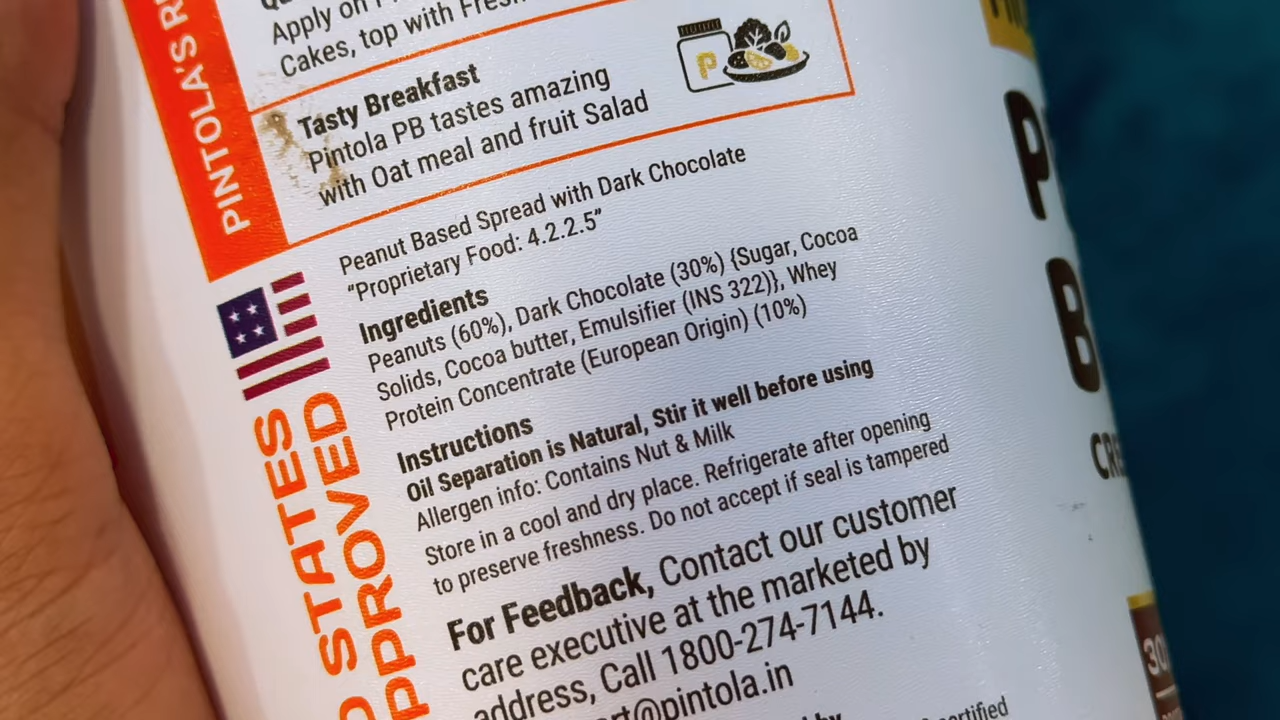 PINTOLA'S
Apply on
Cakes, top with Fresh
Tasty Breakfast
Pintola PB tastes amazing
with Oat meal and fruit Salad
P
Peanut Based Spread with Dark Chocolate
“Proprietary Food: 4.2.2.5”
Ingredients
Peanuts (60%), Dark Chocolate (30%) {Sugar, Cocoa
Solids, Cocoa butter, Emulsifier (INS 322)}, Whey
Protein Concentrate (European Origin) (10%)
Instructions
Oil Separation is Natural, Stir it well before using
Allergen info: Contains Nut & Milk
Store in a cool and dry place. Refrigerate after opening
to preserve freshness. Do not accept if seal is tampered
For Feedback, Contact our customer
care executive at the marketed by
address, Call 1800-274-7144.
@pintola.in
by
certified
STATES
P
B
30